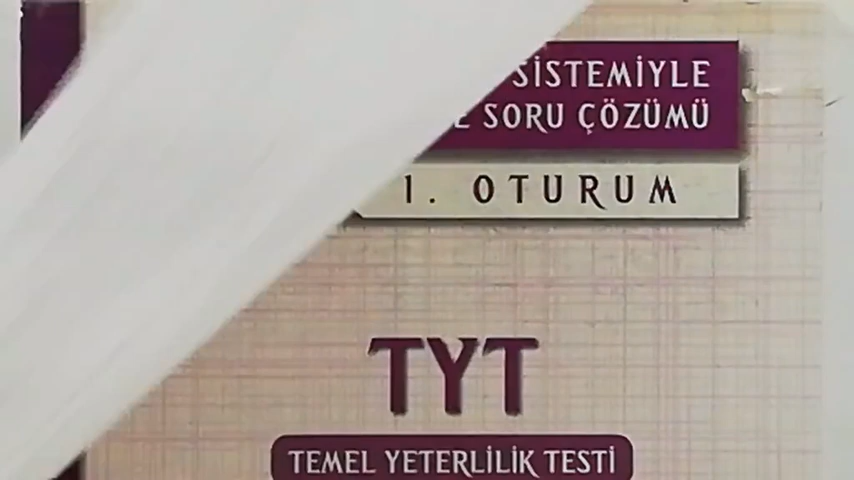 SİSTEMİYLE
SORU ÇÖZÜMÜ
1. OTURUM
TYT
TEMEL YETERLİLİK TESTİ